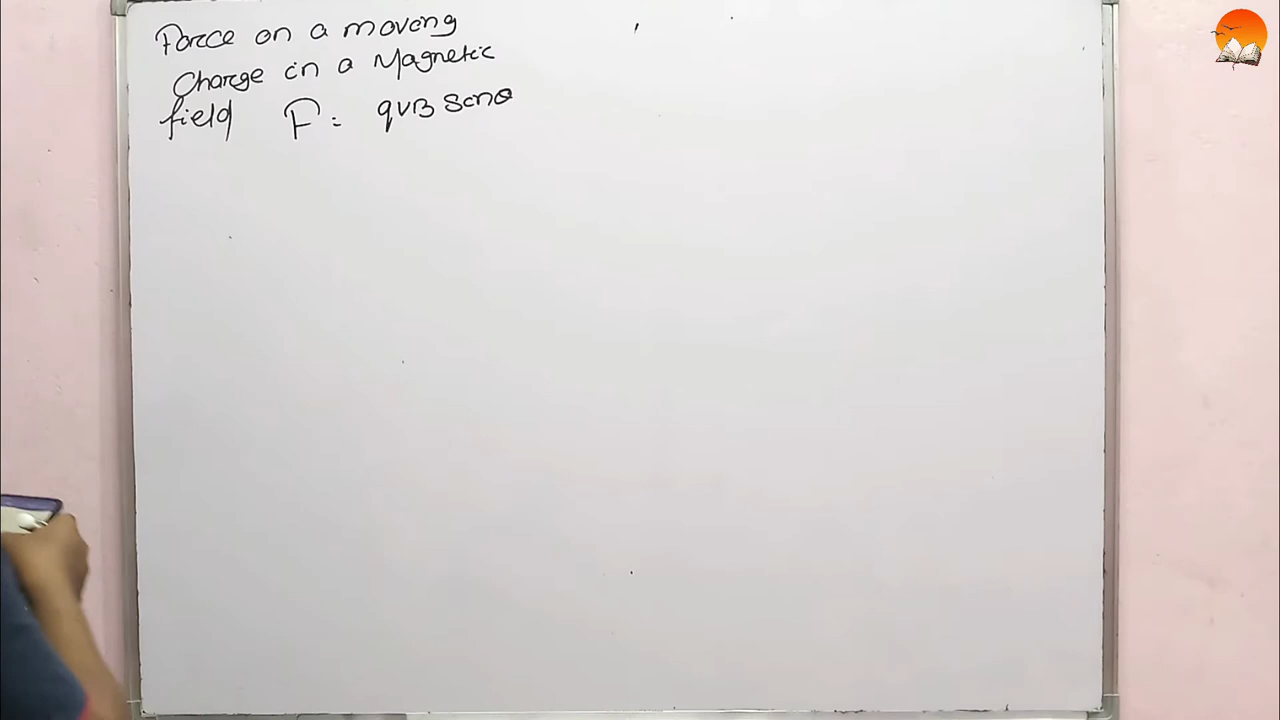 Force on a moving
Charge in a Magnetic
field F = qvB sinθ